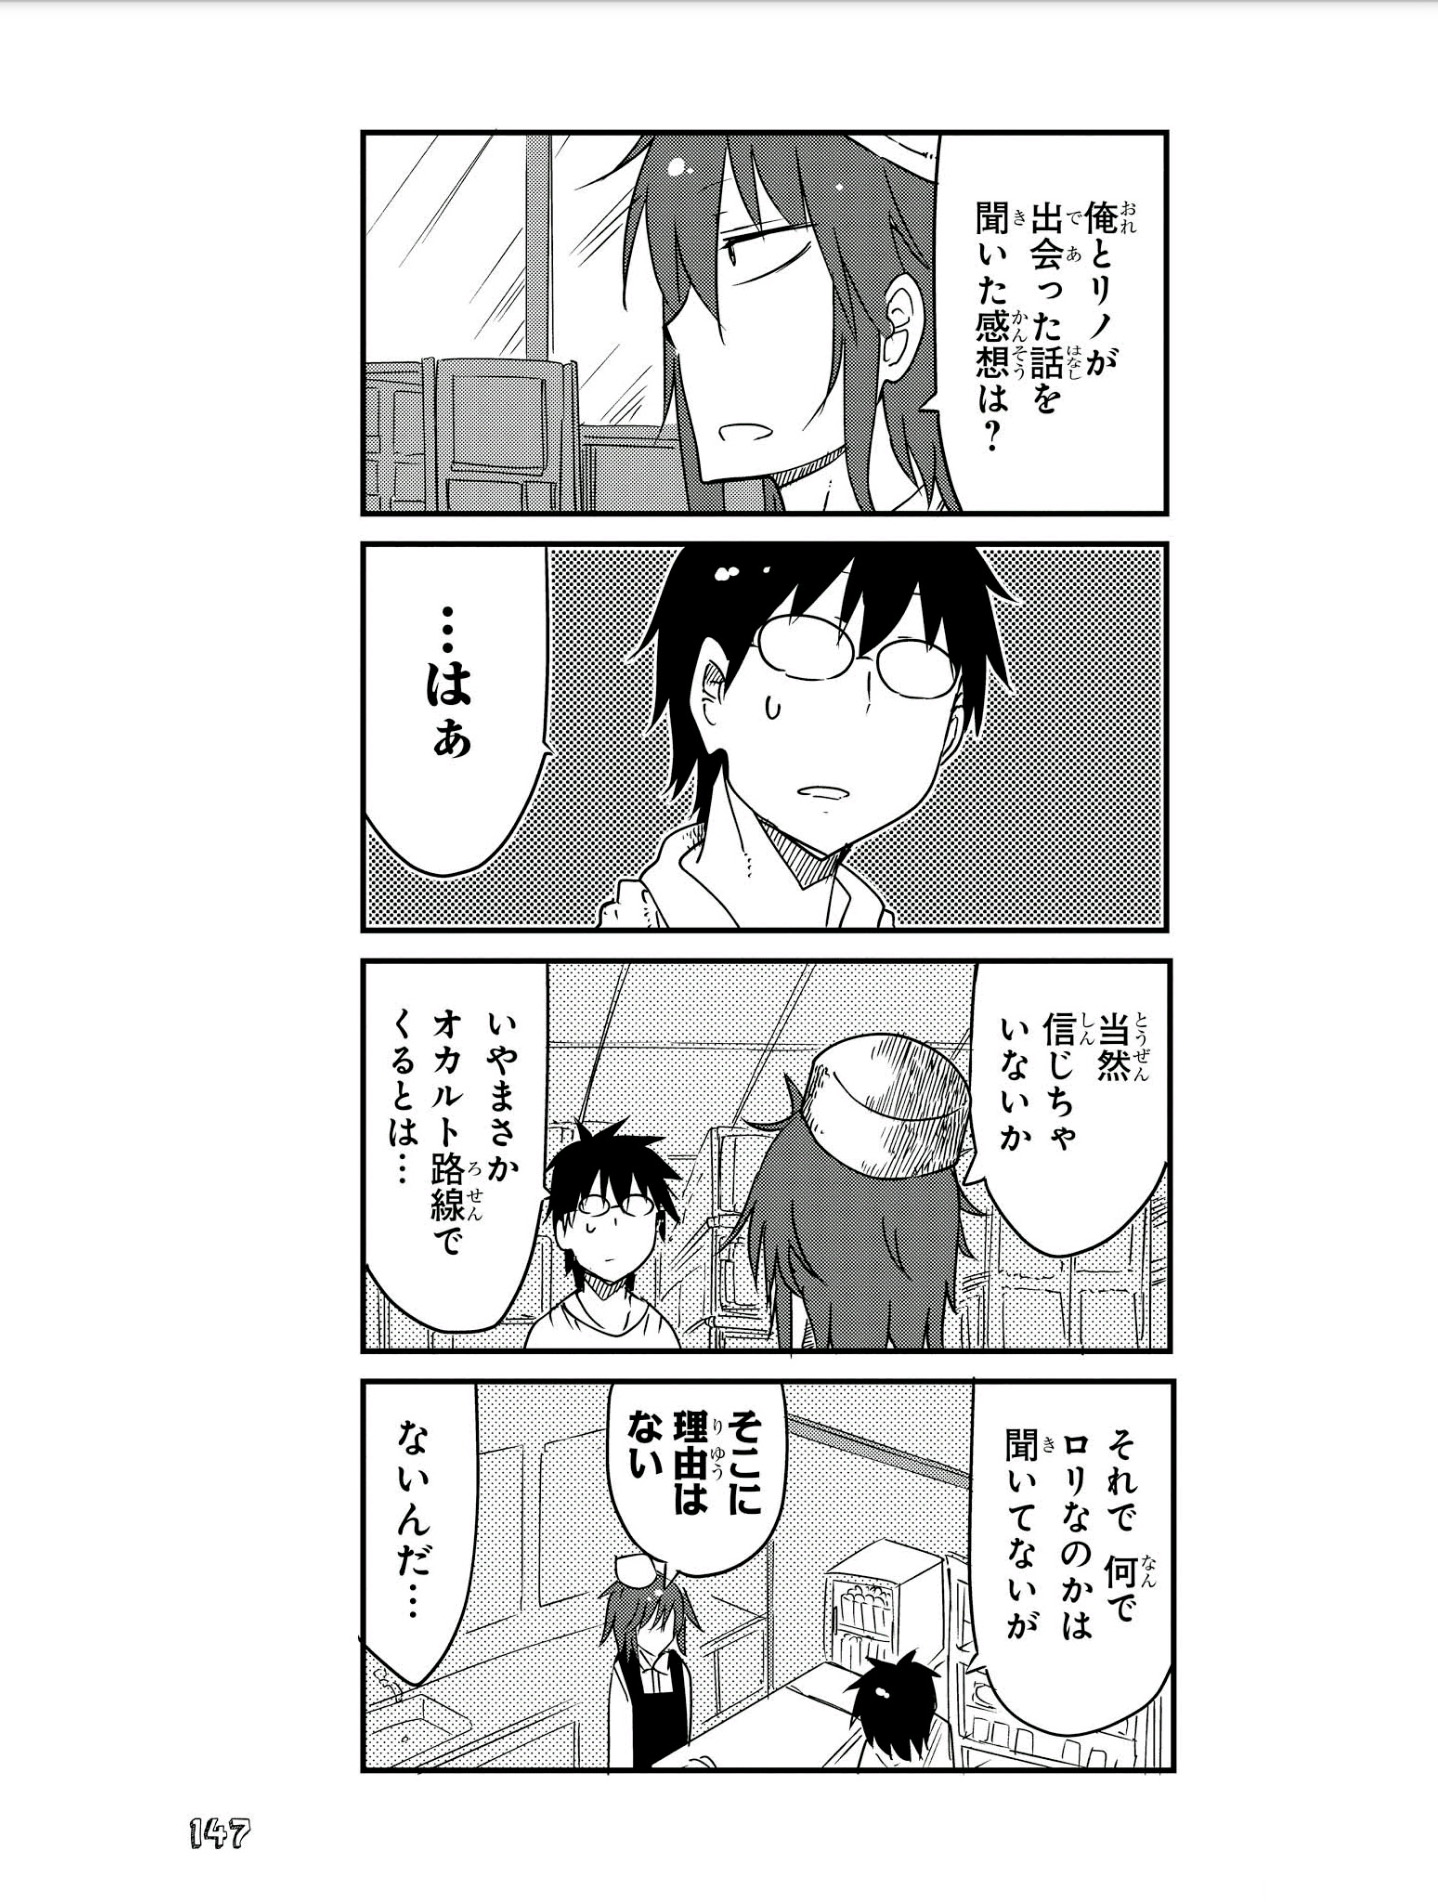 俺とリノが
出会った話を
聞いた感想は?
…はぁ
当然
信じちゃ
いないか
いやまさか
オカルト路線で
くるとは…
それで 何で
ロリなのかは
聞いてないが
そこに
理由は
ない
ないんだ…
147